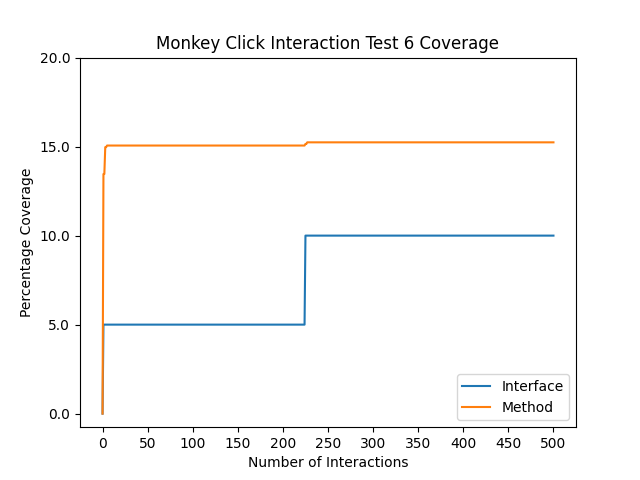 Monkey Click Interaction Test 6 Coverage
20.0
15.0
10.0
5.0
0.0
Percentage Coverage
Interface
Method
0 50 100 150 200 250 300 350 400 450 500
Number of Interactions